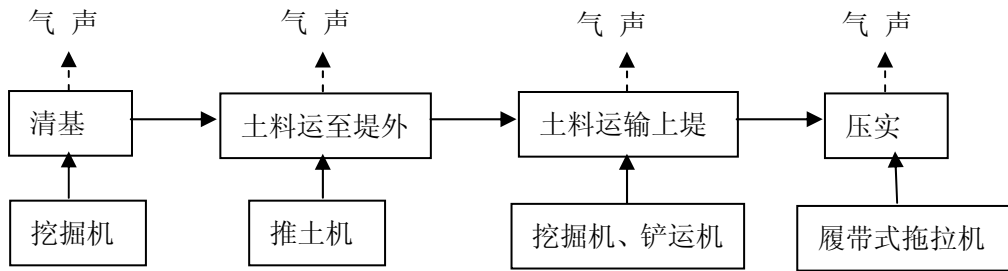 气 声 气 声 气 声 气 声
清基 土料运至堤外 土料运输上堤 压实
挖掘机 推土机 挖掘机、铲运机 履带式拖拉机